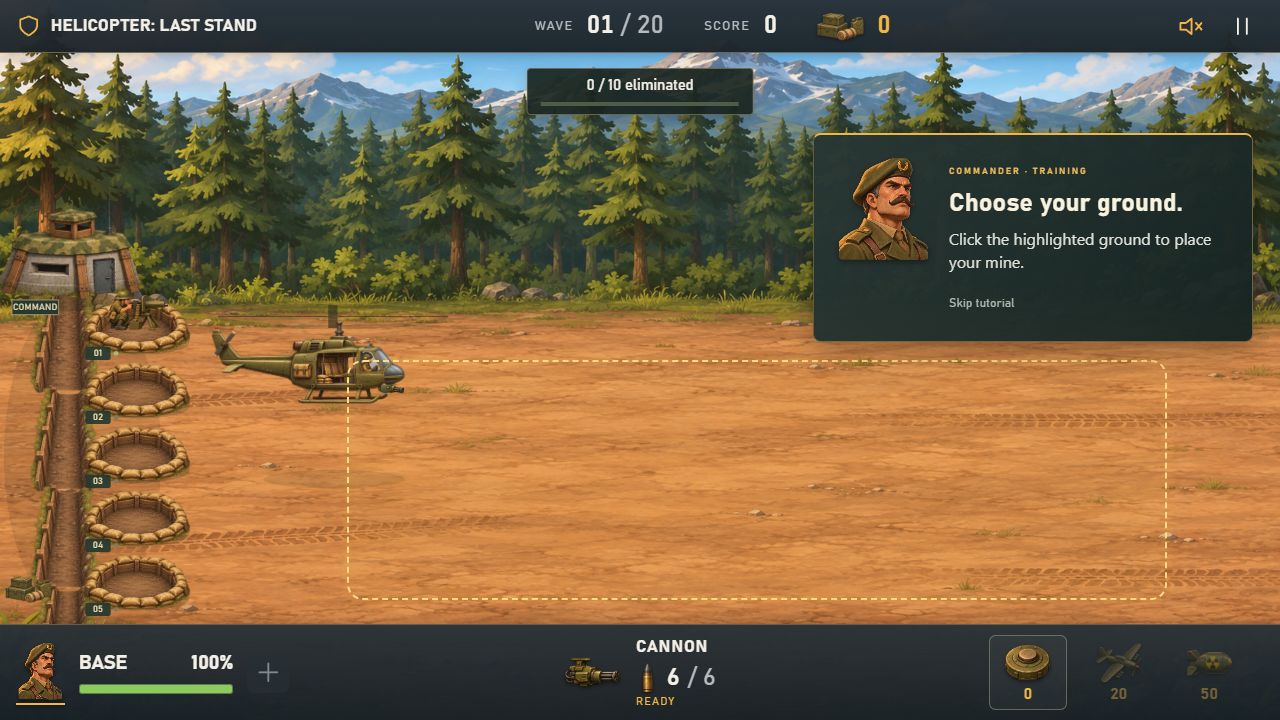 HELICOPTER: LAST STAND
WAVE 01 / 20
SCORE 0
0
0 / 10 eliminated
COMMANDER · TRAINING
Choose your ground.
Click the highlighted ground to place
your mine.
Skip tutorial
COMMAND
01
02
03
04
05
BASE 100%
+
CANNON
6 / 6
READY
0
20
50